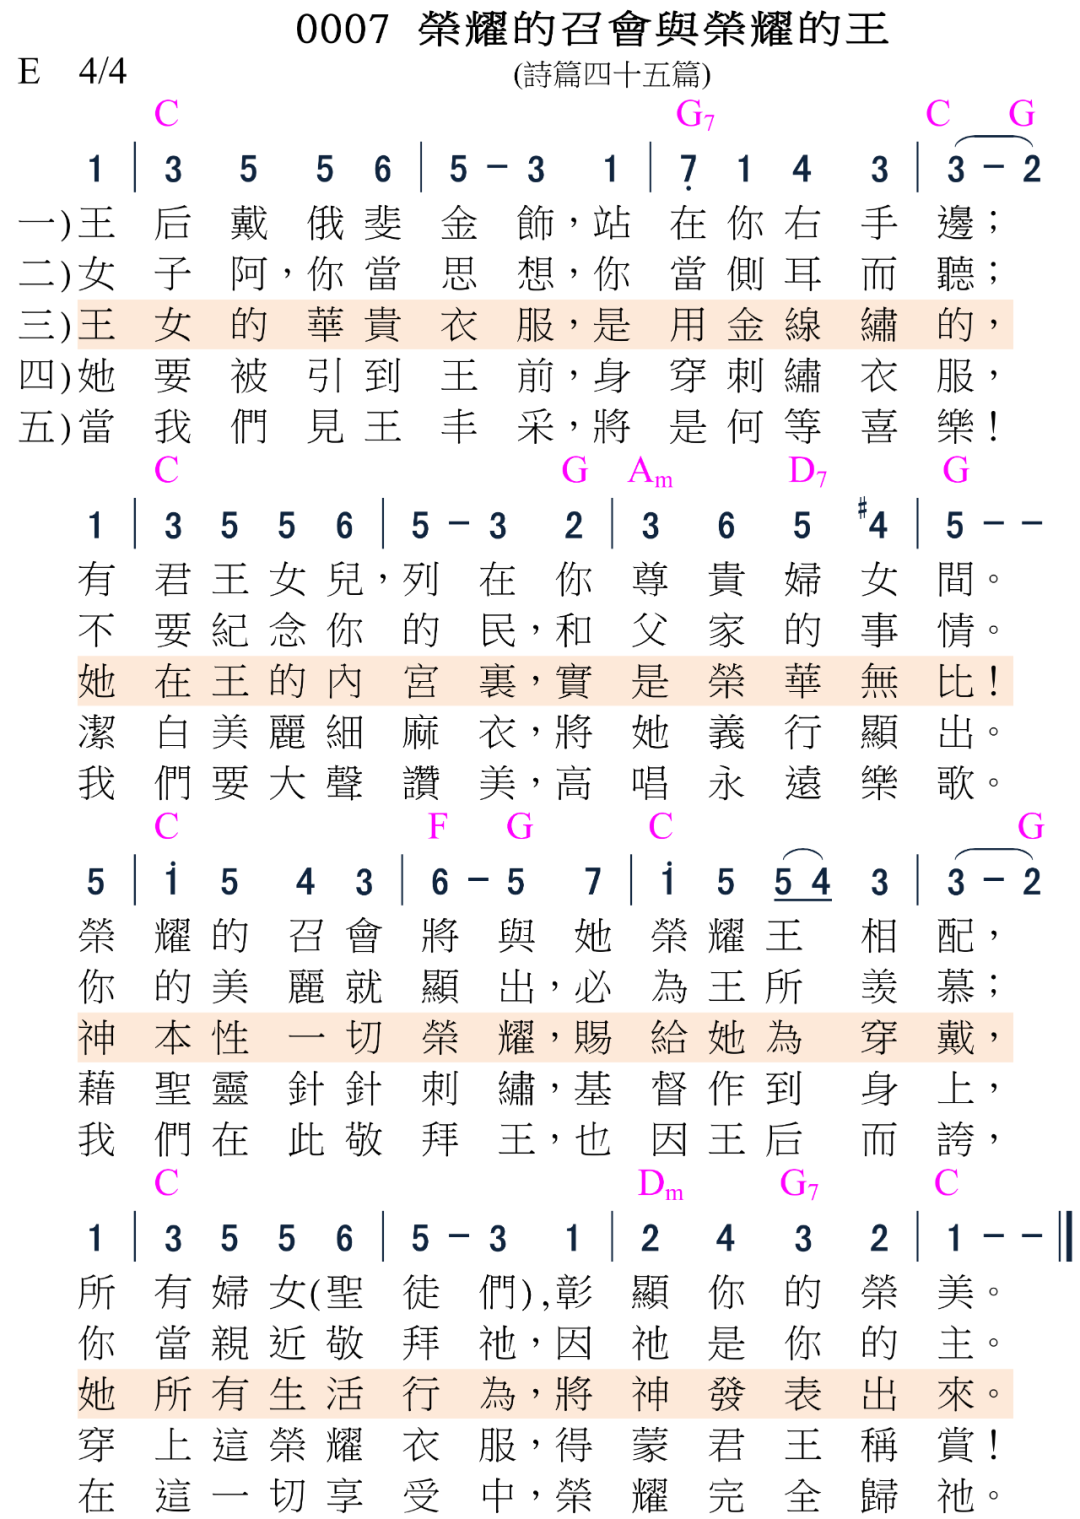 0007 榮耀的召會與榮耀的王
E 4/4 (詩篇四十五篇)
C G7 C G
1 | 3 5 5 6 | 5 - 3 1 | 7̣ 1 4 3 | 3 - 2
一)王后戴俄斐金飾，站在你右手邊；
二)女子阿，你當思想，你當側耳而聽；
三)王女的華貴衣服，是用金線繡的，
四)她要被引到王前，身穿刺繡衣服，
五)當我們見王丰采，將是何等喜樂！
C G Am D7 G
1 | 3 5 5 6 | 5 - 3 2 | 3 6 5 #4 | 5 - -
有君王女兒，列在你尊貴婦女間。
不要紀念你的民，和父家的事情。
她在王的內宮裏，實是榮華無比！
潔白美麗細麻衣，將她義行顯出。
我們要大聲讚美，高唱永遠樂歌。
C F G C G
5 | 1̇ 5 4 3 | 6 - 5 7 | 1̇ 5 5 4 3 | 3 - 2
榮耀的召會將與她榮耀王相配，
你的美麗就顯出，必為王所羨慕；
神本性一切榮耀，賜給她為穿戴，
藉聖靈針針刺繡，基督作到身上，
我們在此敬拜王，也因王后而誇，
C Dm G7 C
1 | 3 5 5 6 | 5 - 3 1 | 2 4 3 2 | 1 - - ‖
所有婦女(聖徒們),彰顯你的榮美。
你當親近敬拜祂，因祂是你的主。
她所有生活行為，將神發表出來。
穿上這榮耀衣服，得蒙君王稱賞！
在這一切享受中，榮耀完全歸祂。